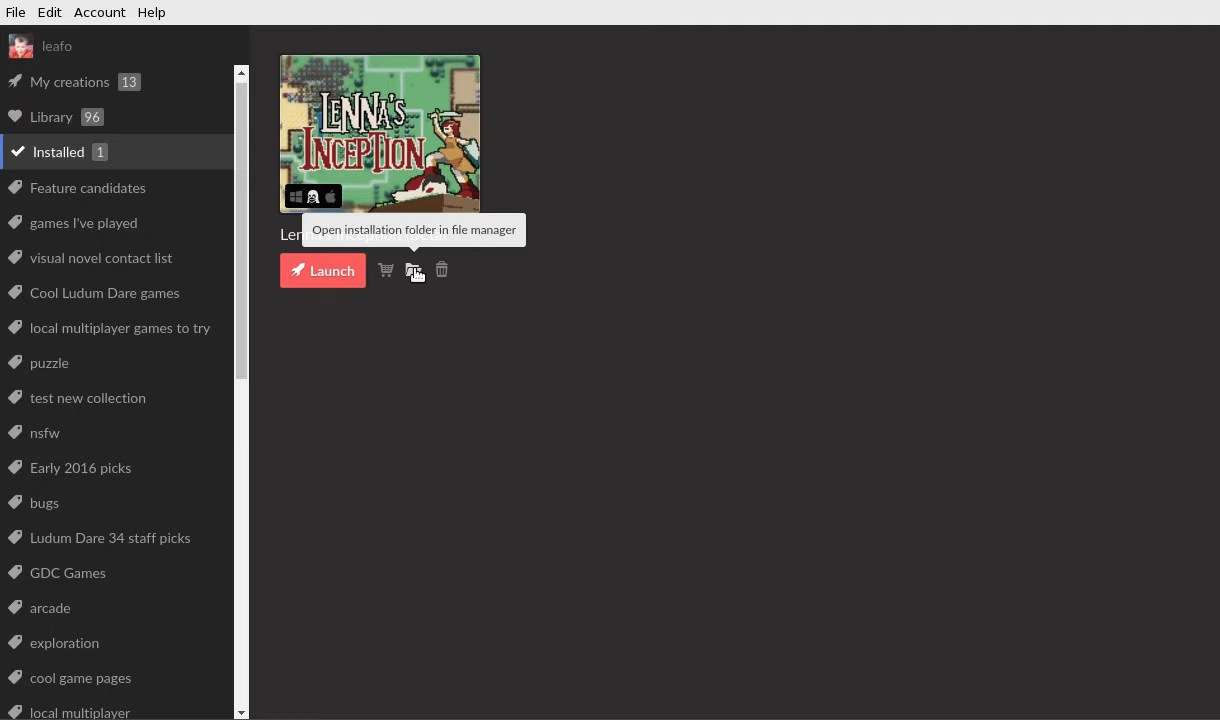 File Edit Account Help
leafo
My creations 13
Library 96
Installed 1
Feature candidates
games I've played
visual novel contact list
Cool Ludum Dare games
local multiplayer games to try
puzzle
test new collection
nsfw
Early 2016 picks
bugs
Ludum Dare 34 staff picks
GDC Games
arcade
exploration
cool game pages
local multiplayer
LENNA'S
INCEPTION
Open installation folder in file manager
Launch